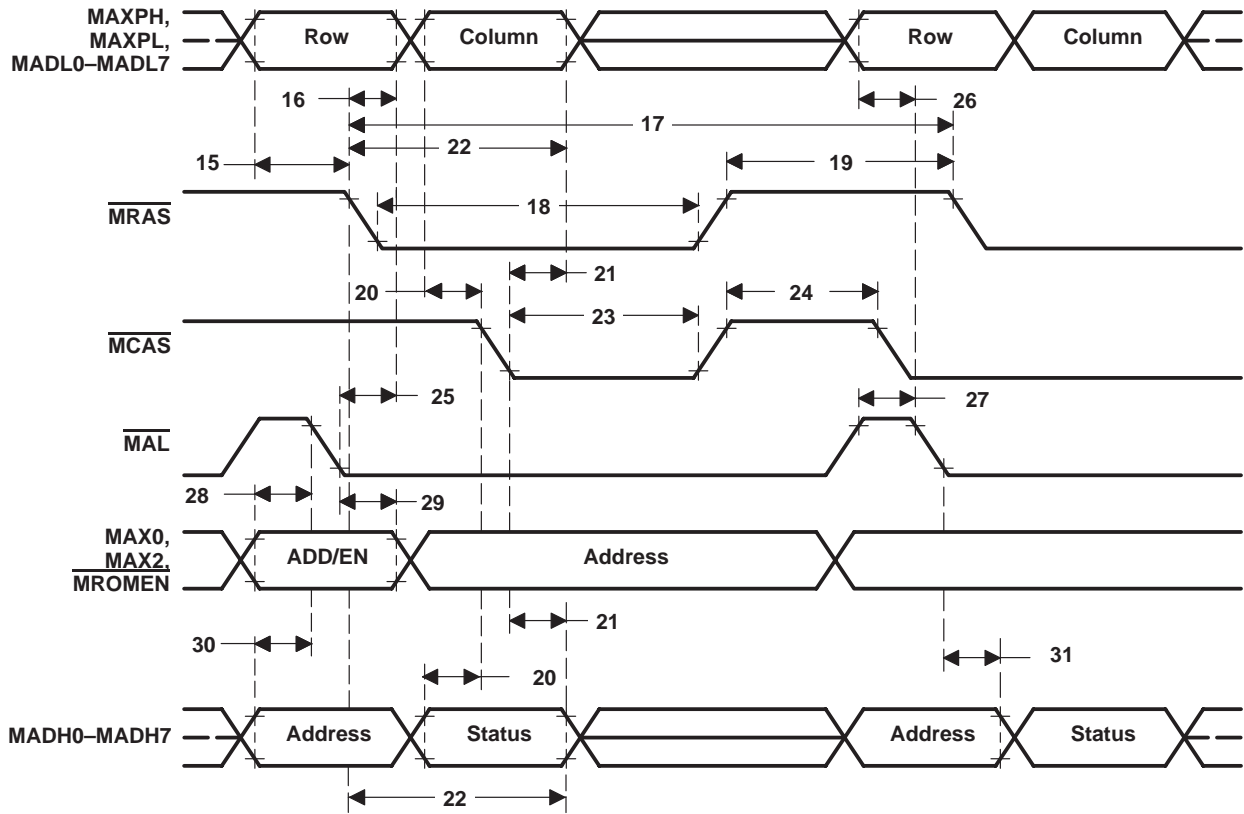 MAXPH,
MAXPL,
MADL0–MADL7
Row
Column
Row
Column
16
26
17
15
22
19
MRAS
18
21
20
24
23
MCAS
25
27
MAL
28
29
MAX0,
MAX2,
MROMEN
ADD/EN
Address
21
30
31
20
MADH0–MADH7
Address
Status
Address
Status
22